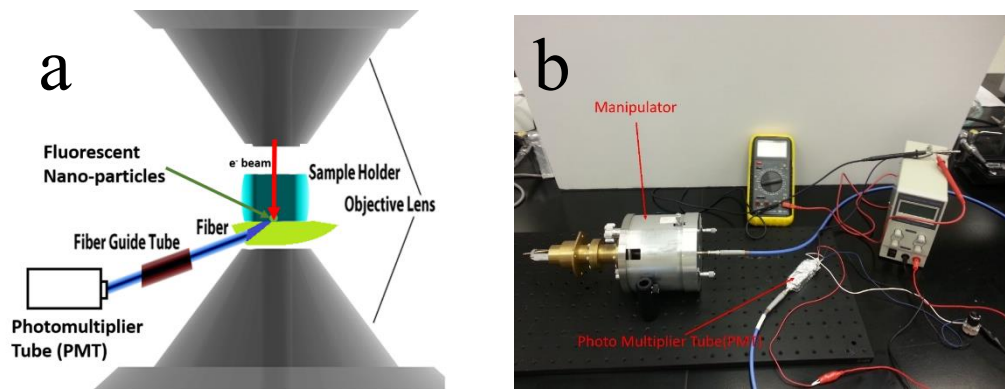 a
e⁻ beam
Fluorescent
Nano-particles
Sample Holder
Objective Lens
Fiber
Fiber Guide Tube
Photomultiplier
Tube (PMT)
b
Manipulator
Photo Multiplier Tube(PMT)